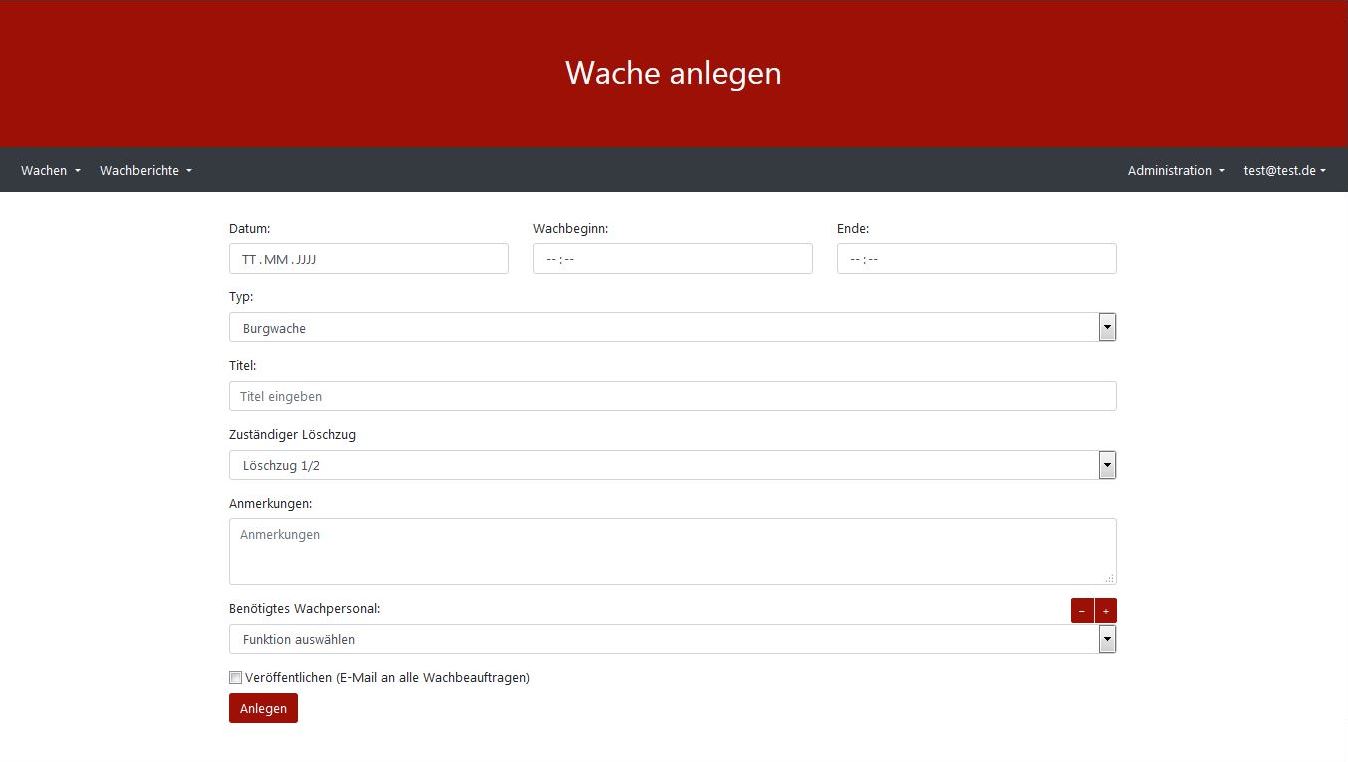 Wache anlegen
Wachen Wachberichte Administration test@test.de
Datum: Wachbeginn: Ende:
TT.MM.JJJJ --:-- --:--
Typ:
Burgwache
Titel:
Titel eingeben
Zuständiger Löschzug
Löschzug 1/2
Anmerkungen:
Anmerkungen
Benötigtes Wachpersonal: - +
Funktion auswählen
Veröffentlichen (E-Mail an alle Wachbeauftragen)
Anlegen